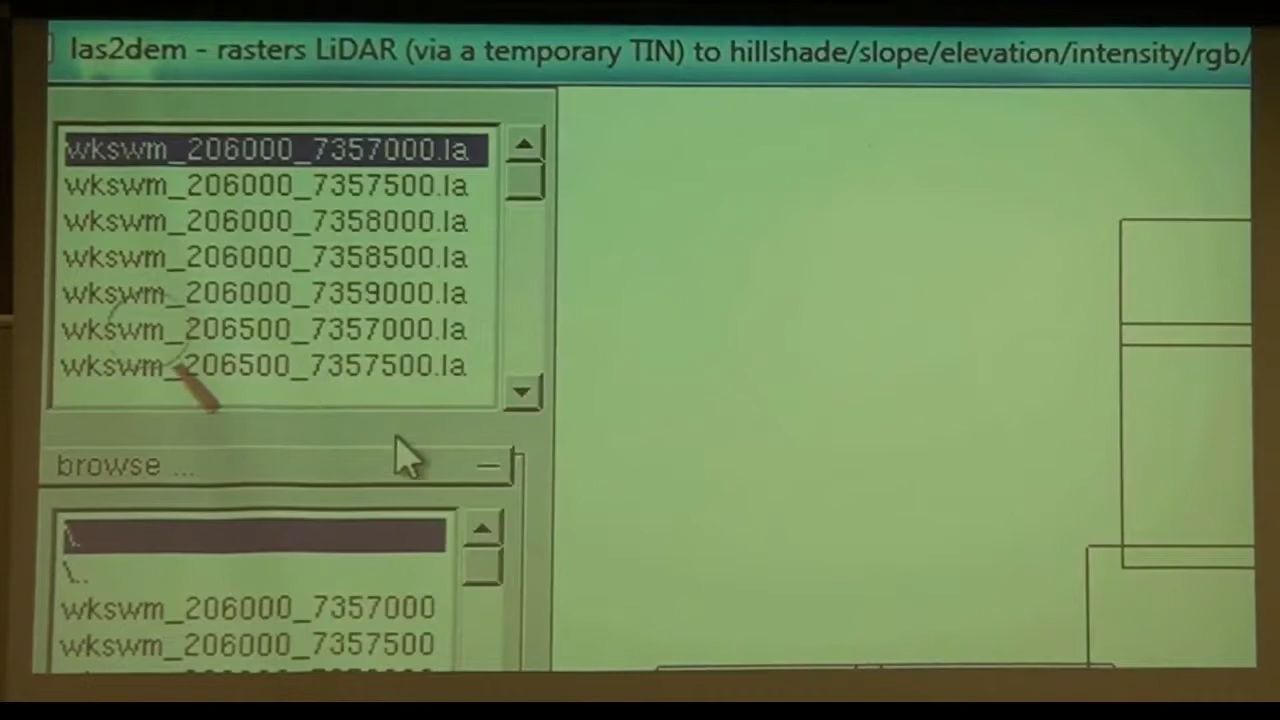 las2dem - rasters LiDAR (via a temporary TIN) to hillshade/slope/elevation/intensity/rgb/
wkswm_206000_7357000.la
wkswm_206000_7357500.la
wkswm_206000_7358000.la
wkswm_206000_7358500.la
wkswm_206000_7359000.la
wkswm_206500_7357000.la
wkswm_206500_7357500.la
browse ...
\.
\..
wkswm_206000_7357000
wkswm_206000_7357500